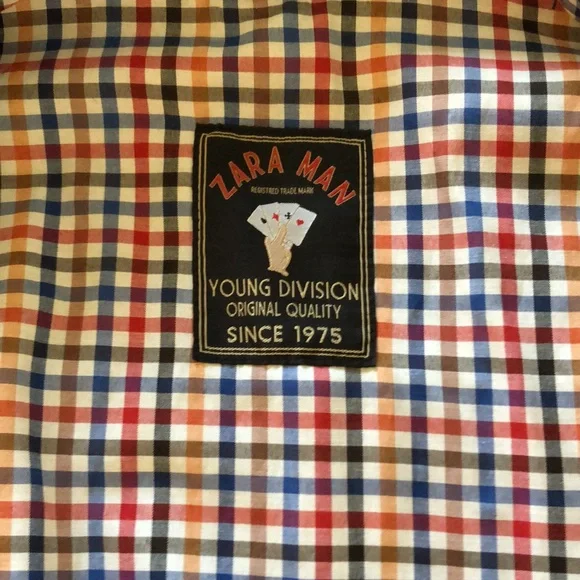 ZARA MAN
REGISTRED TRADE MARK
YOUNG DIVISION
ORIGINAL QUALITY
SINCE 1975